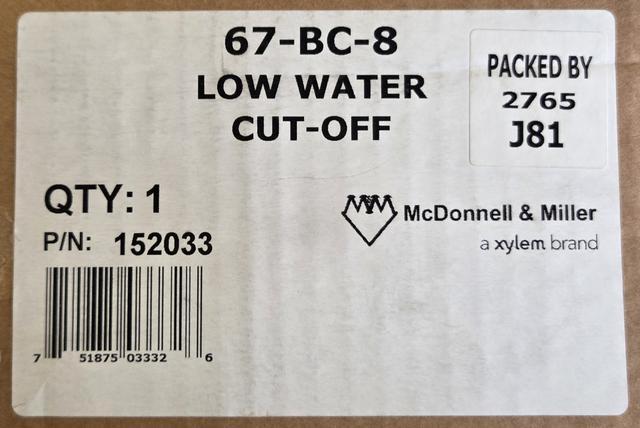 67-BC-8
LOW WATER
CUT-OFF
PACKED BY
2765
J81
QTY: 1
P/N: 152033
McDonnell & Miller
a xylem brand
7 51875 03332 6